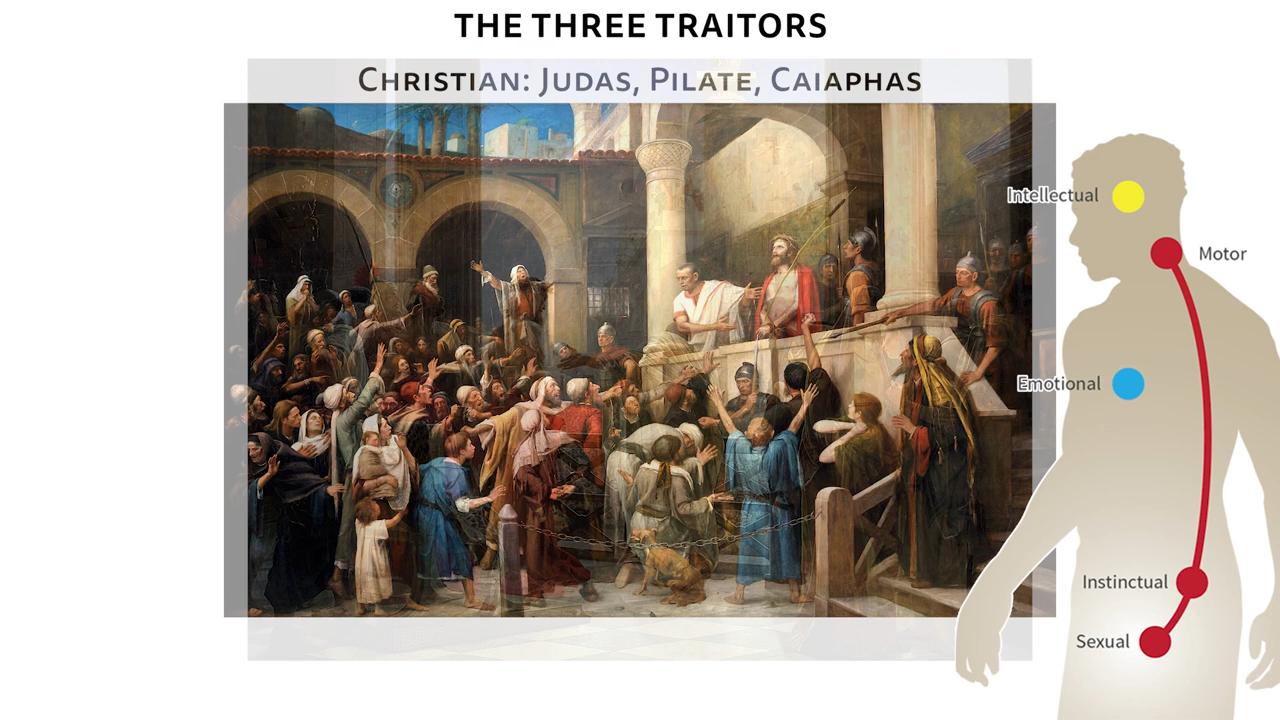 THE THREE TRAITORS
CHRISTIAN: JUDAS, PILATE, CAIAPHAS
Intellectual
Motor
Emotional
Instinctual
Sexual